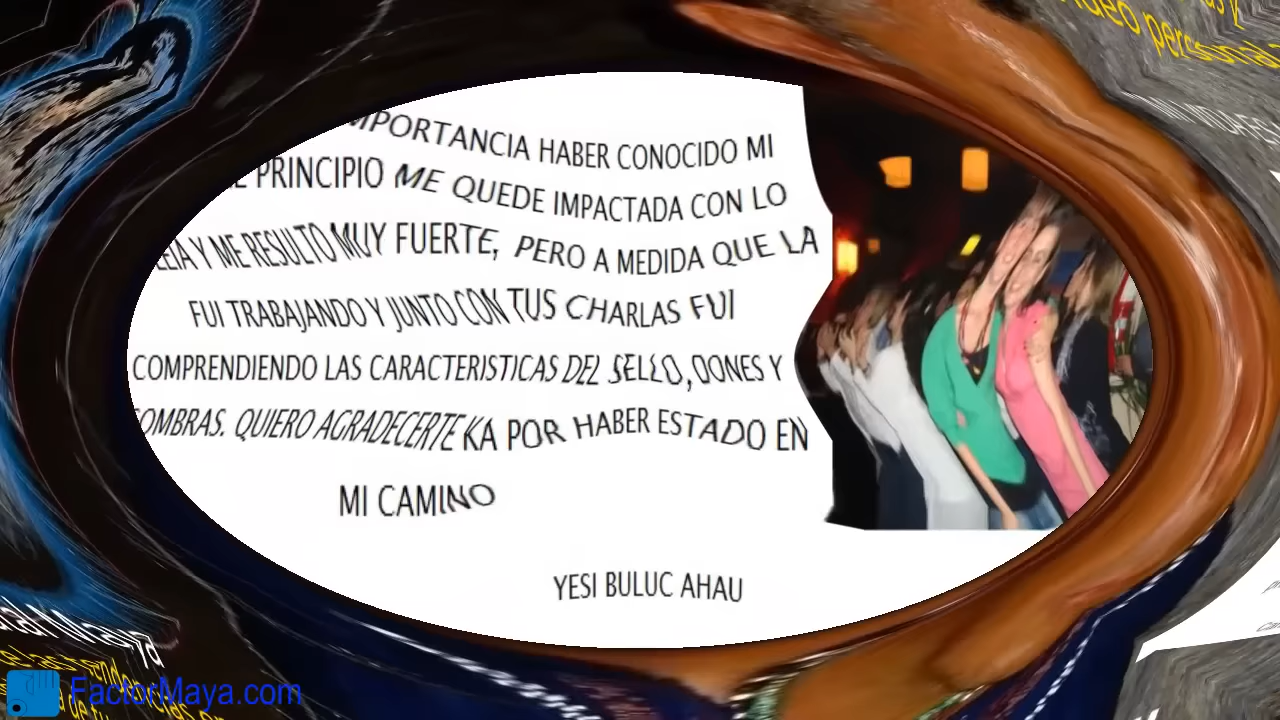 IMPORTANCIA HABER CONOCIDO MI
PRINCIPIO ME QUEDE IMPACTADA CON LO
LEIA Y ME RESULTO MUY FUERTE, PERO A MEDIDA QUE LA
FUI TRABAJANDO Y JUNTO CON TUS CHARLAS FUI
COMPRENDIENDO LAS CARACTERISTICAS DEL SELLO, DONES Y
SOMBRAS. QUIERO AGRADECERTE KA POR HABER ESTADO EN
MI CAMINO
YESI BULUC AHAU
FactorMaya.com